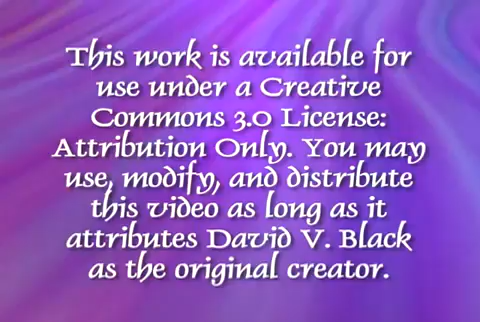 This work is available for
use under a Creative
Commons 3.0 License:
Attribution Only. You may
use, modify, and distribute
this video as long as it
attributes David V. Black
as the original creator.